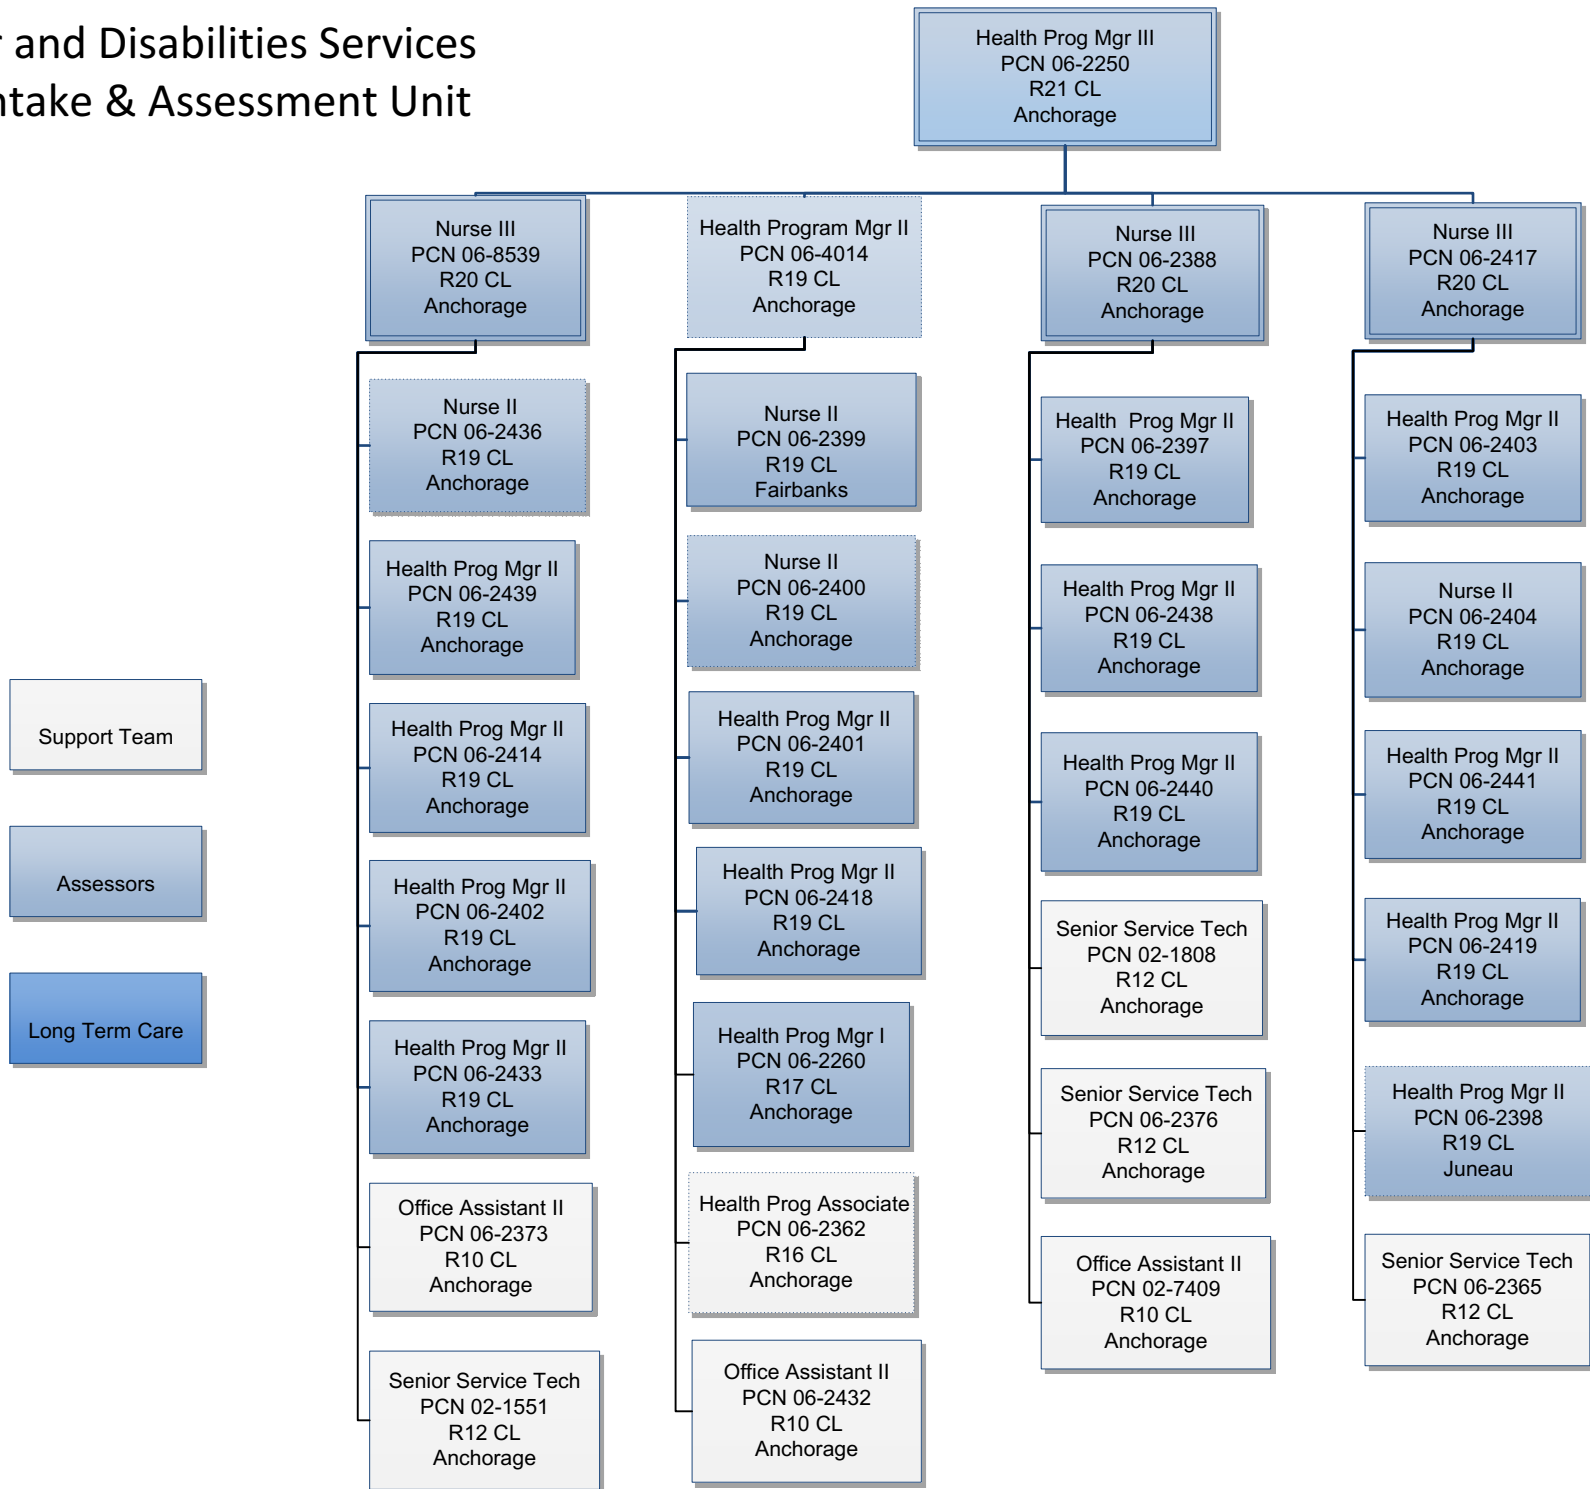 r and Disabilities Services
ntake & Assessment Unit
Health Prog Mgr III
PCN 06-2250
R21 CL
Anchorage
Nurse III
PCN 06-8539
R20 CL
Anchorage
Health Program Mgr II
PCN 06-4014
R19 CL
Anchorage
Nurse III
PCN 06-2388
R20 CL
Anchorage
Nurse III
PCN 06-2417
R20 CL
Anchorage
Nurse II
PCN 06-2436
R19 CL
Anchorage
Health Prog Mgr II
PCN 06-2439
R19 CL
Anchorage
Health Prog Mgr II
PCN 06-2414
R19 CL
Anchorage
Health Prog Mgr II
PCN 06-2402
R19 CL
Anchorage
Health Prog Mgr II
PCN 06-2433
R19 CL
Anchorage
Office Assistant II
PCN 06-2373
R10 CL
Anchorage
Senior Service Tech
PCN 02-1551
R12 CL
Anchorage
Nurse II
PCN 06-2399
R19 CL
Fairbanks
Nurse II
PCN 06-2400
R19 CL
Anchorage
Health Prog Mgr II
PCN 06-2401
R19 CL
Anchorage
Health Prog Mgr II
PCN 06-2418
R19 CL
Anchorage
Health Prog Mgr I
PCN 06-2260
R17 CL
Anchorage
Health Prog Associate
PCN 06-2362
R16 CL
Anchorage
Office Assistant II
PCN 06-2432
R10 CL
Anchorage
Health Prog Mgr II
PCN 06-2397
R19 CL
Anchorage
Health Prog Mgr II
PCN 06-2438
R19 CL
Anchorage
Health Prog Mgr II
PCN 06-2440
R19 CL
Anchorage
Senior Service Tech
PCN 02-1808
R12 CL
Anchorage
Senior Service Tech
PCN 06-2376
R12 CL
Anchorage
Office Assistant II
PCN 02-7409
R10 CL
Anchorage
Health Prog Mgr II
PCN 06-2403
R19 CL
Anchorage
Nurse II
PCN 06-2404
R19 CL
Anchorage
Health Prog Mgr II
PCN 06-2441
R19 CL
Anchorage
Health Prog Mgr II
PCN 06-2419
R19 CL
Anchorage
Health Prog Mgr II
PCN 06-2398
R19 CL
Juneau
Senior Service Tech
PCN 06-2365
R12 CL
Anchorage
Support Team
Assessors
Long Term Care